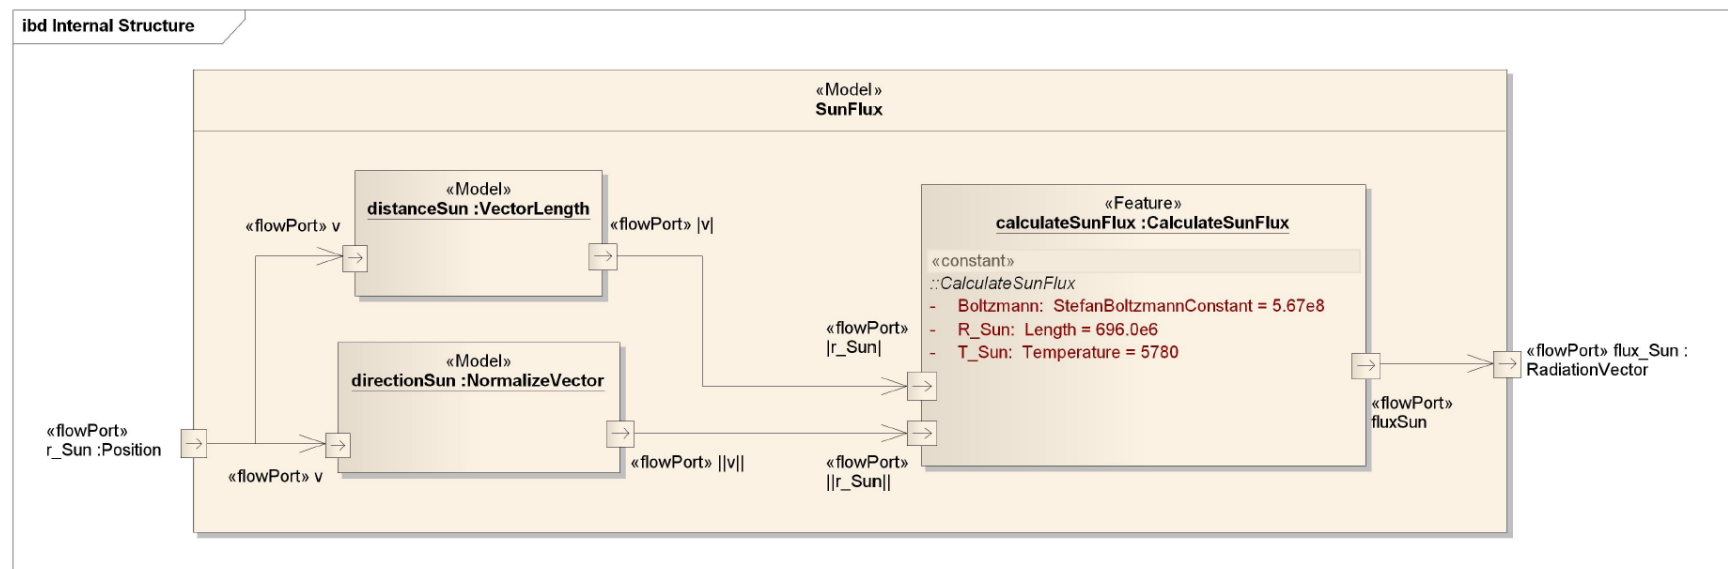 ibd Internal Structure
«Model»
SunFlux
«Model»
distanceSun :VectorLength
«flowPort» v
«flowPort» |v|
«Model»
directionSun :NormalizeVector
«flowPort»
r_Sun :Position
«flowPort» v
«flowPort» ||v||
«Feature»
calculateSunFlux :CalculateSunFlux
«constant»
::CalculateSunFlux
- Boltzmann: StefanBoltzmannConstant = 5.67e8
- R_Sun: Length = 696.0e6
- T_Sun: Temperature = 5780
«flowPort»
|r_Sun|
«flowPort»
||r_Sun||
«flowPort»
fluxSun
«flowPort» flux_Sun :
RadiationVector